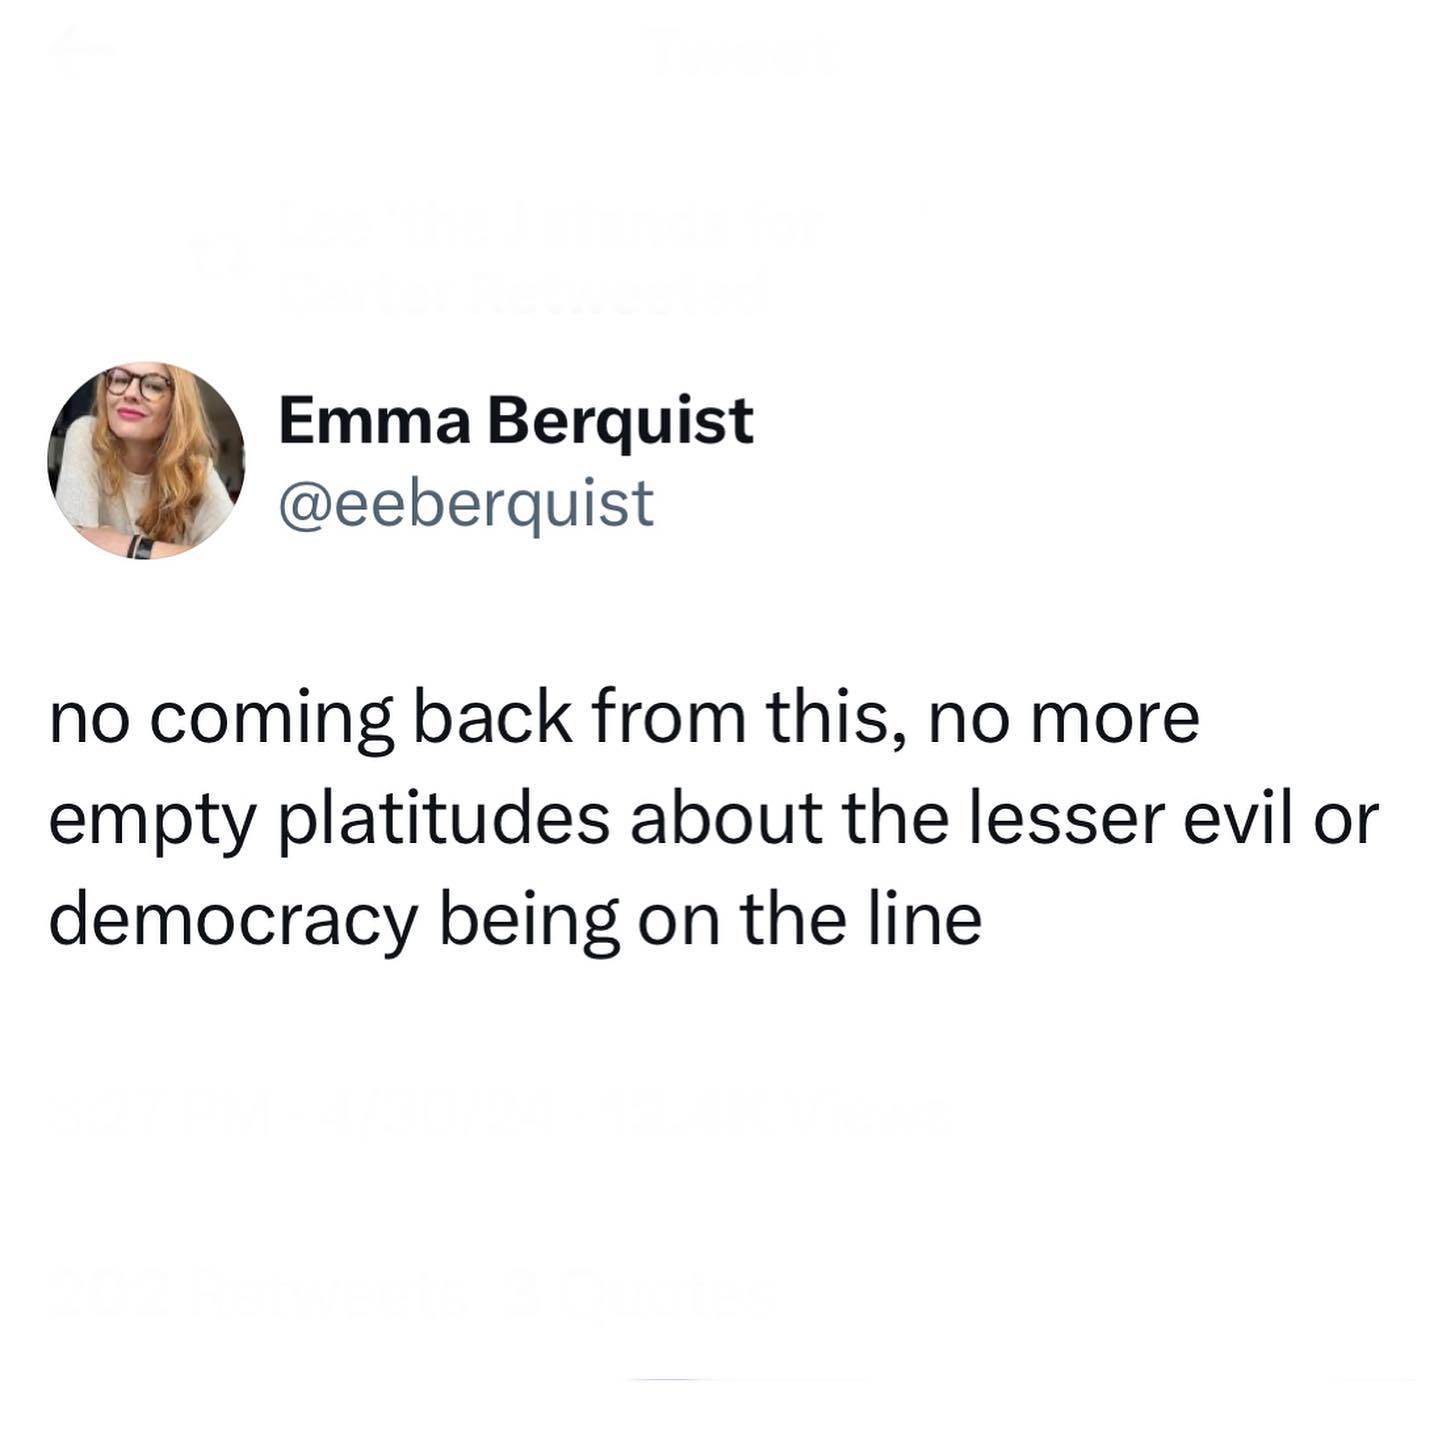 Emma Berquist
@eeberquist
no coming back from this, no more
empty platitudes about the lesser evil or
democracy being on the line